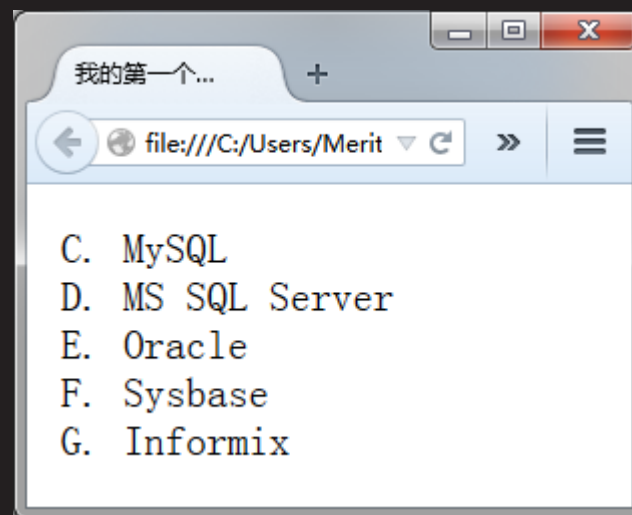 我的第一个...
file:///C:/Users/Merit
C. MySQL
D. MS SQL Server
E. Oracle
F. Sysbase
G. Informix